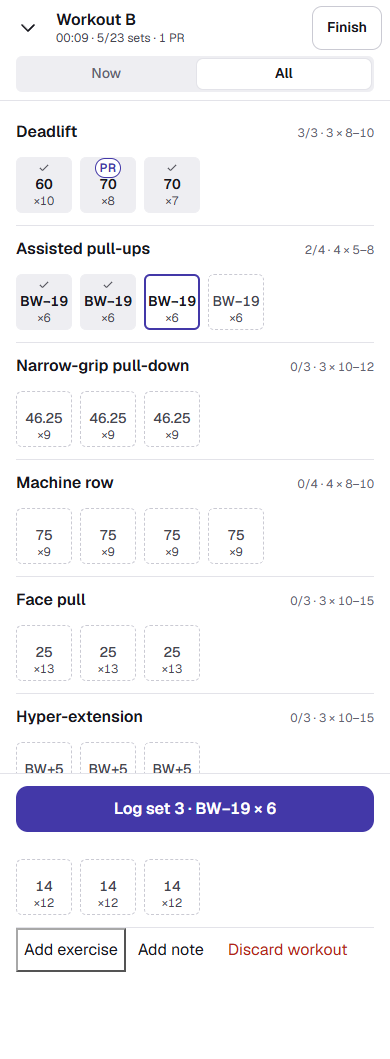 Workout B
00:09 · 5/23 sets · 1 PR
Finish
Now All
Deadlift 3/3 · 3 × 8–10
PR
60 70 70
×10 ×8 ×7
Assisted pull-ups 2/4 · 4 × 5–8
BW−19 BW−19 BW−19 BW−19
×6 ×6 ×6 ×6
Narrow-grip pull-down 0/3 · 3 × 10–12
46.25 46.25 46.25
×9 ×9 ×9
Machine row 0/4 · 4 × 8–10
75 75 75 75
×9 ×9 ×9 ×9
Face pull 0/3 · 3 × 10–15
25 25 25
×13 ×13 ×13
Hyper-extension 0/3 · 3 × 10–15
BW+5 BW+5 BW+5
Log set 3 · BW−19 × 6
14 14 14
×12 ×12 ×12
Add exercise Add note Discard workout